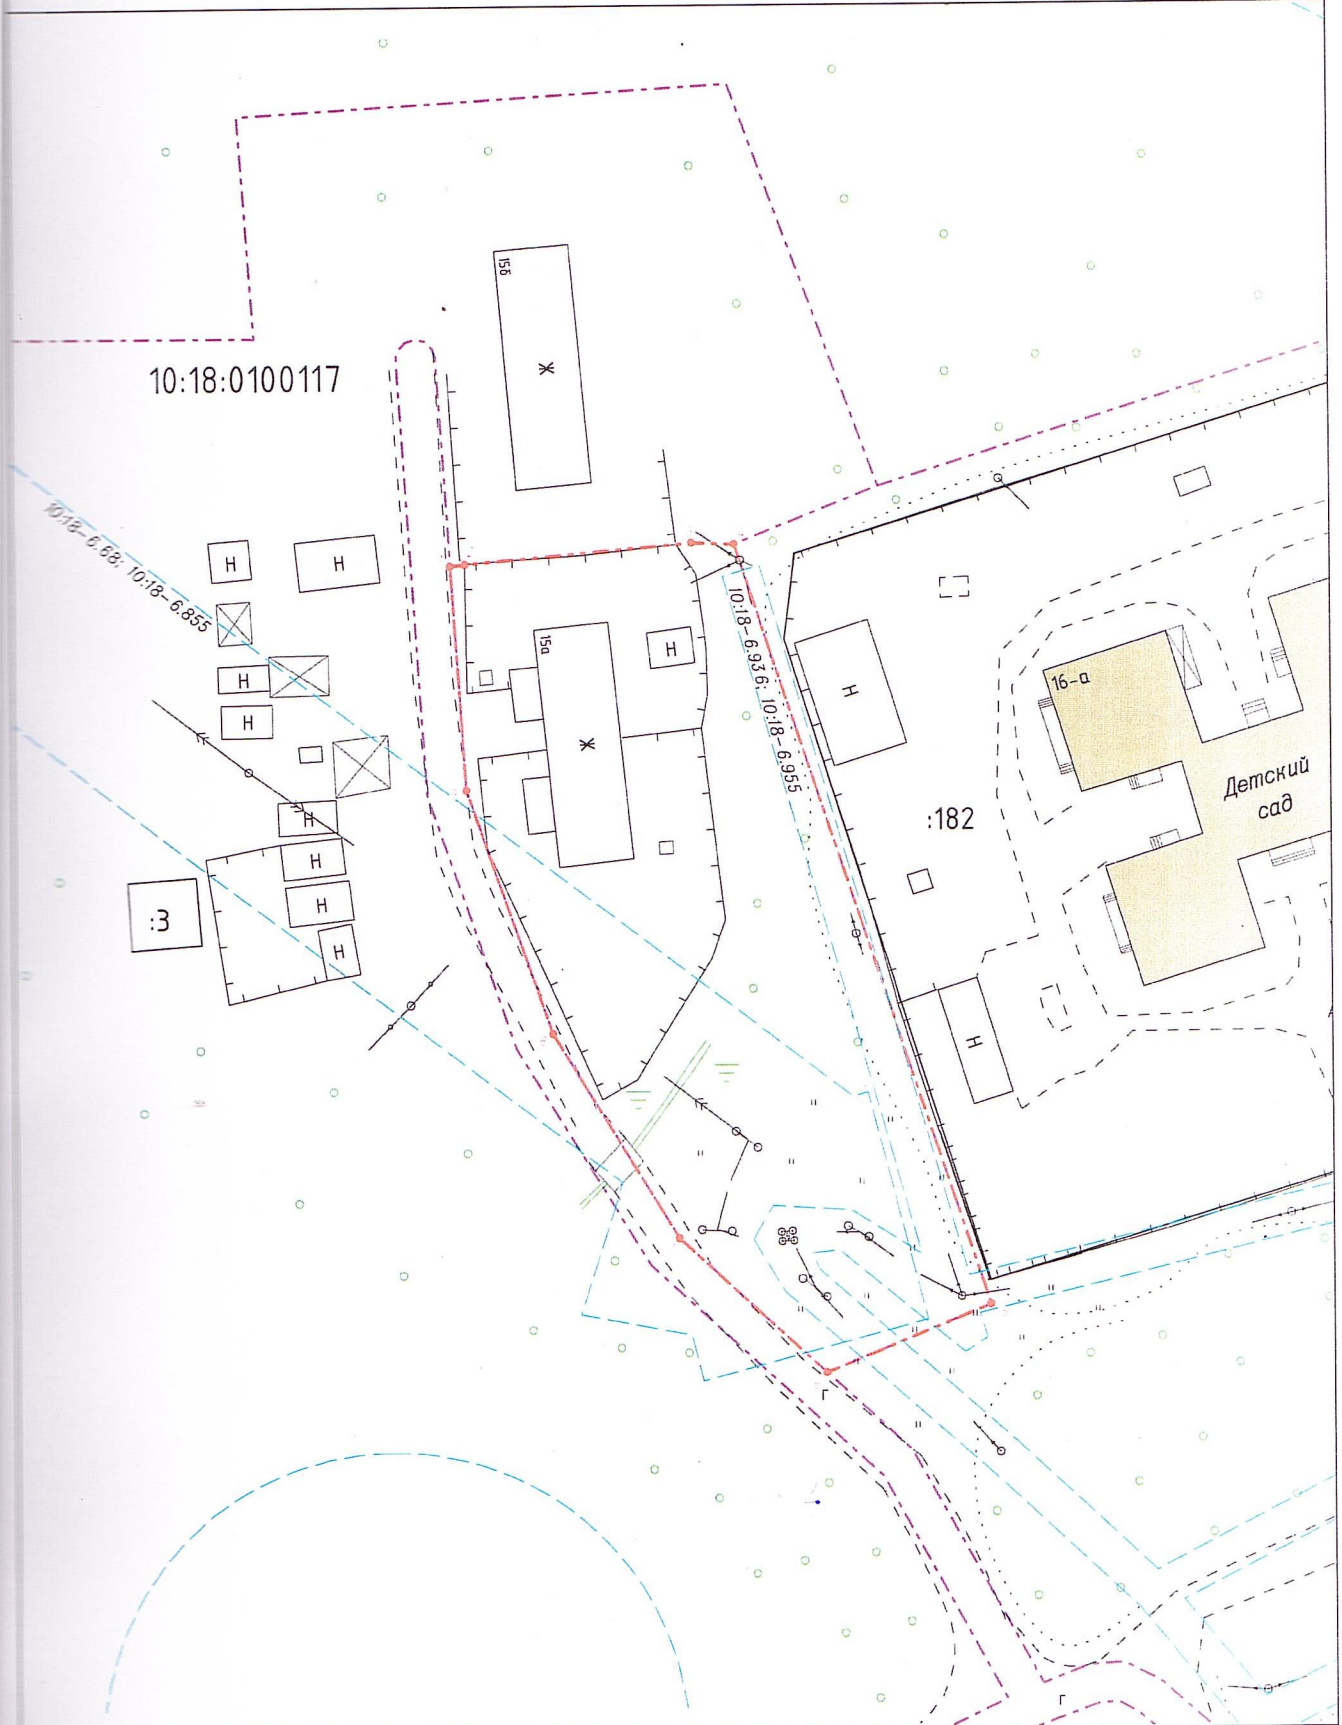 15б
Ж
10:18:0100117
10:18-6.68; 10:18-6.855
Н
Н
10:18-6.936; 10:18-6.955
15а
Н
Н
Н
Ж
Н
16-а
Детский
сад
:182
Н
Н
Н
:3
Н
Н
Г
Г